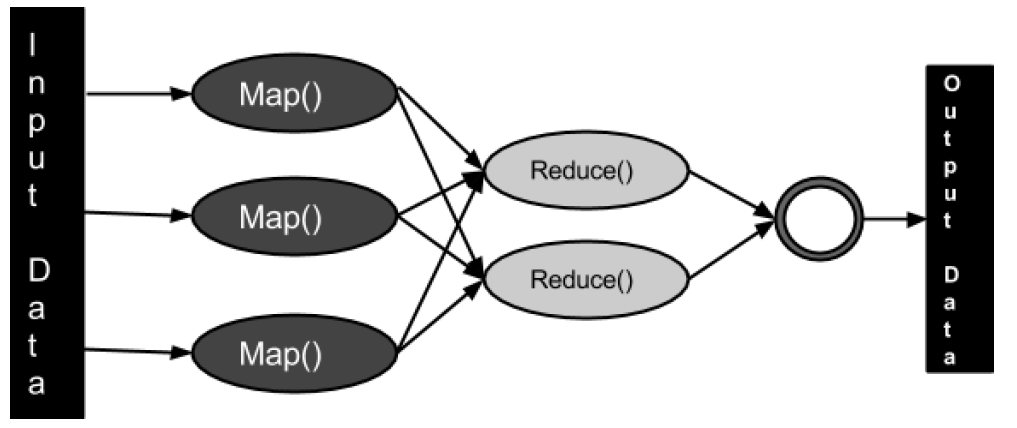 Input Data
Map()
Map()
Map()
Reduce()
Reduce()
Output Data